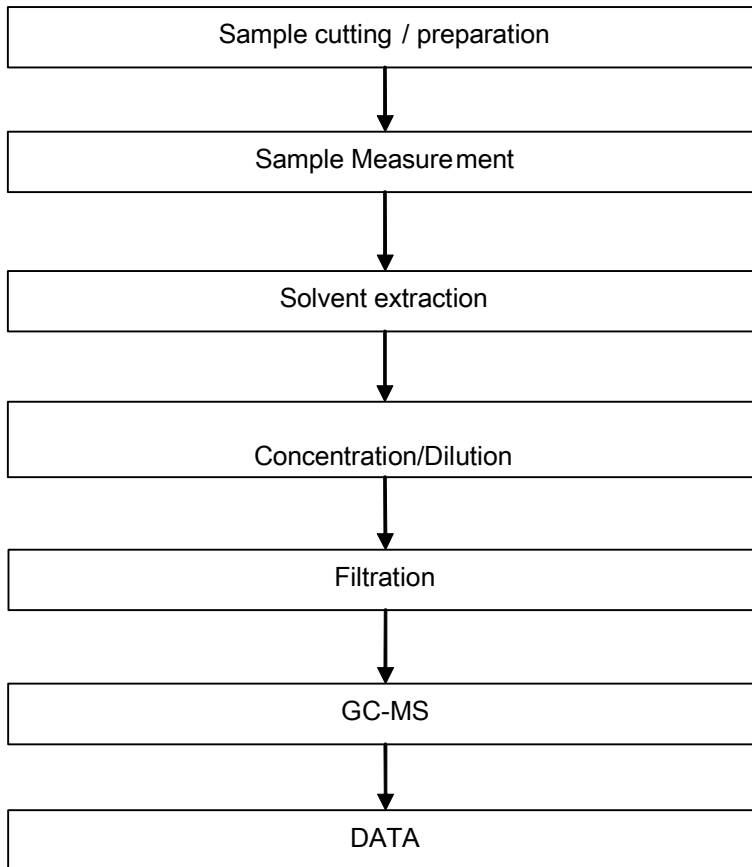 Sample cutting / preparation
Sample Measurement
Solvent extraction
Concentration/Dilution
Filtration
GC-MS
DATA